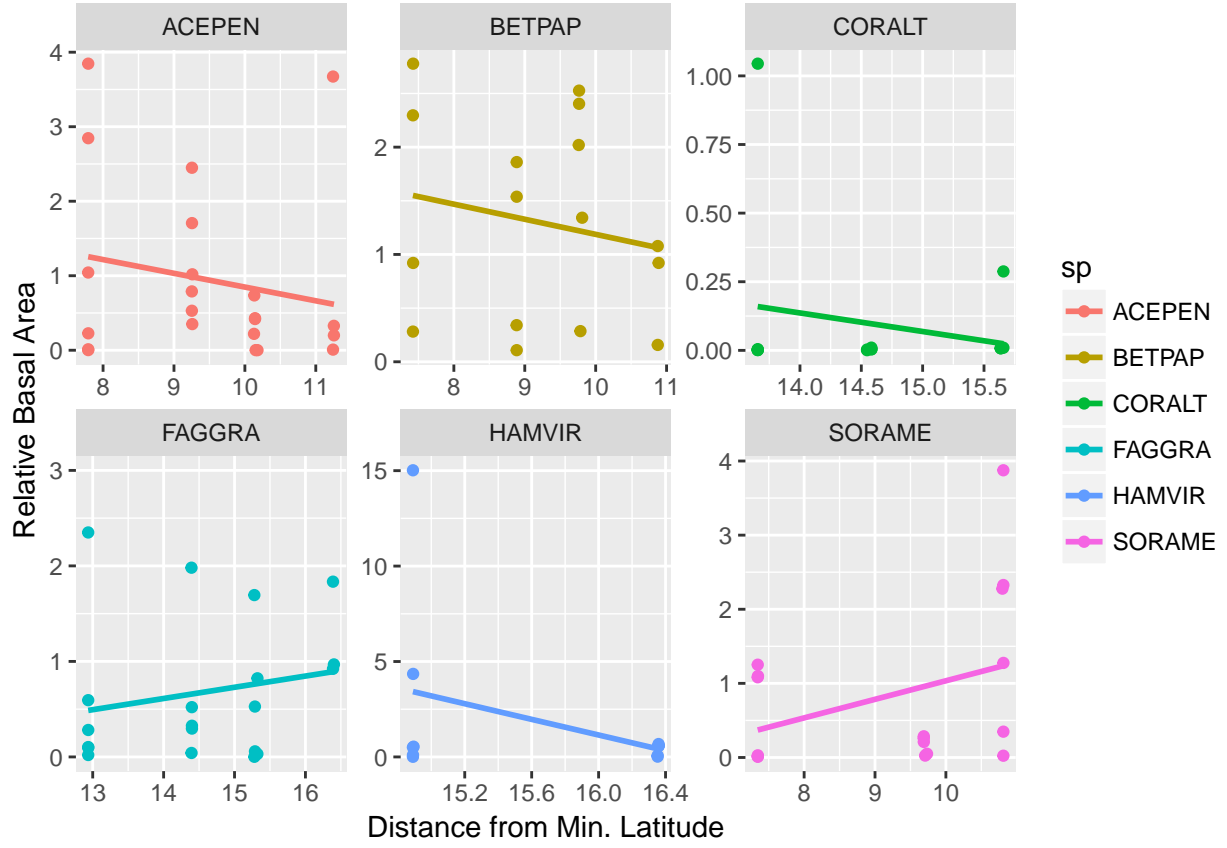 ACEPEN BETPAP CORALT
4
3
2
1
0
8 9 10 11
2
1
0
8 9 10 11
1.00
0.75
0.50
0.25
0.00
14.0 14.5 15.0 15.5
FAGGRA HAMVIR SORAME
3
2
1
0
13 14 15 16
15
10
5
0
15.2 15.6 16.0 16.4
4
3
2
1
0
8 9 10
Relative Basal Area
Distance from Min. Latitude
sp
ACEPEN
BETPAP
CORALT
FAGGRA
HAMVIR
SORAME